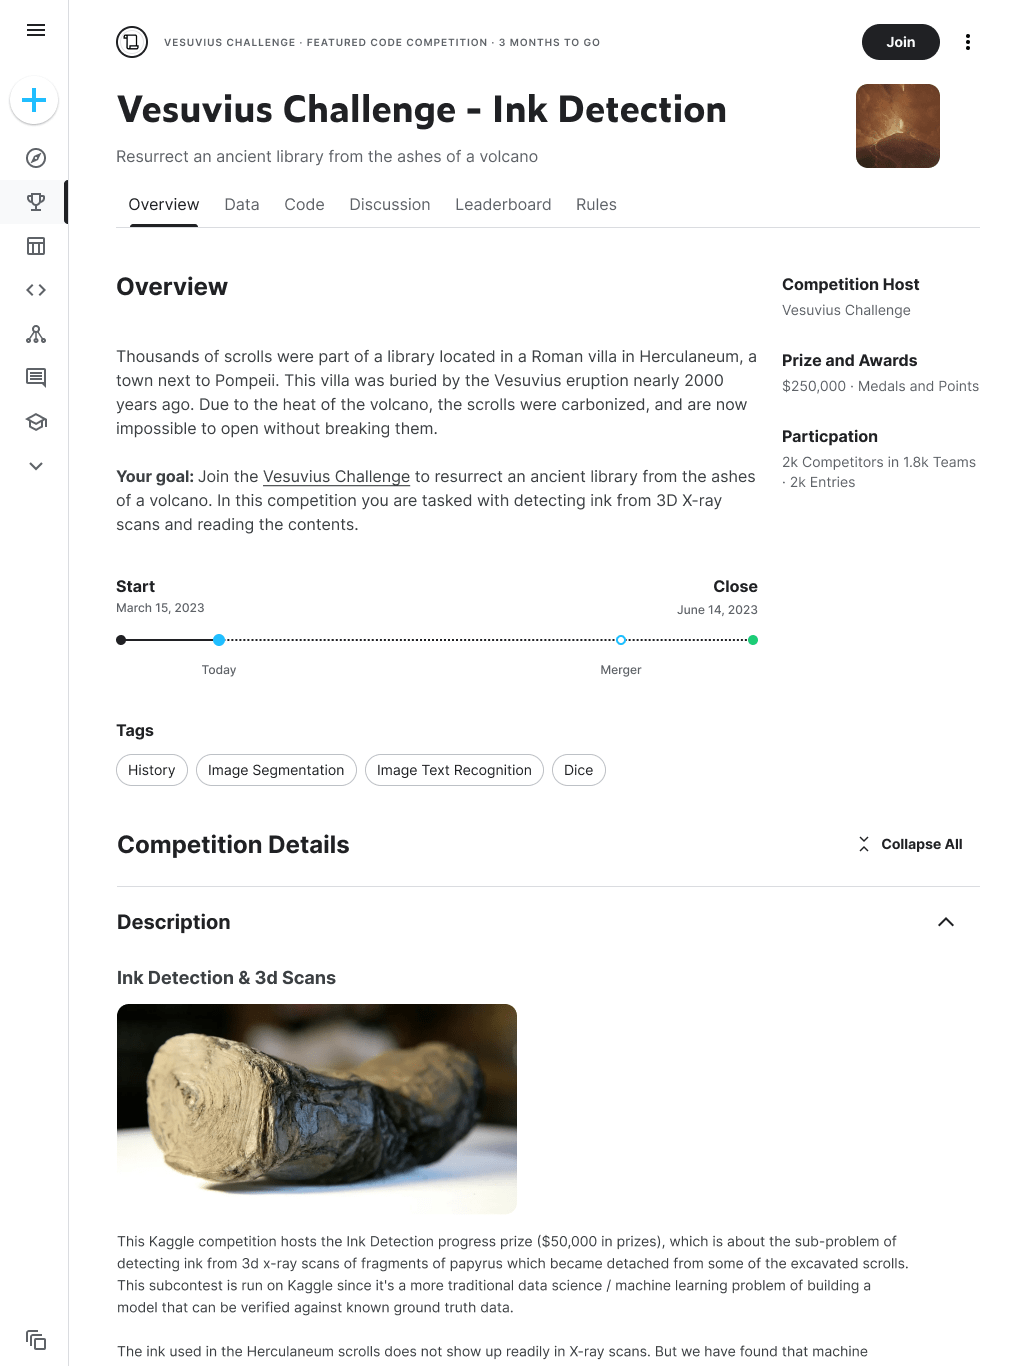 VESUVIUS CHALLENGE · FEATURED CODE COMPETITION · 3 MONTHS TO GO
Join
Vesuvius Challenge - Ink Detection
Resurrect an ancient library from the ashes of a volcano
Overview Data Code Discussion Leaderboard Rules
Overview
Thousands of scrolls were part of a library located in a Roman villa in Herculaneum, a
town next to Pompeii. This villa was buried by the Vesuvius eruption nearly 2000
years ago. Due to the heat of the volcano, the scrolls were carbonized, and are now
impossible to open without breaking them.
Your goal: Join the Vesuvius Challenge to resurrect an ancient library from the ashes
of a volcano. In this competition you are tasked with detecting ink from 3D X-ray
scans and reading the contents.
Competition Host
Vesuvius Challenge
Prize and Awards
$250,000 · Medals and Points
Particpation
2k Competitors in 1.8k Teams
· 2k Entries
Start
March 15, 2023
Close
June 14, 2023
Today
Merger
Tags
History
Image Segmentation
Image Text Recognition
Dice
Competition Details
Collapse All
Description
Ink Detection & 3d Scans
This Kaggle competition hosts the Ink Detection progress prize ($50,000 in prizes), which is about the sub-problem of
detecting ink from 3d x-ray scans of fragments of papyrus which became detached from some of the excavated scrolls.
This subcontest is run on Kaggle since it's a more traditional data science / machine learning problem of building a
model that can be verified against known ground truth data.
The ink used in the Herculaneum scrolls does not show up readily in X-ray scans. But we have found that machine